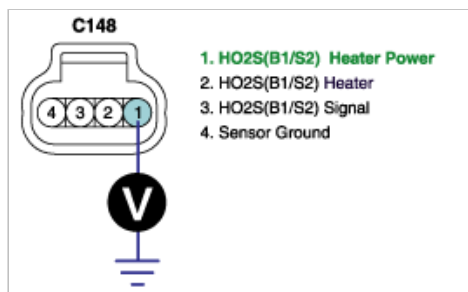 C148
1. HO2S(B1/S2) Heater Power
2. HO2S(B1/S2) Heater
3. HO2S(B1/S2) Signal
4. Sensor Ground
4 3 2 1
V